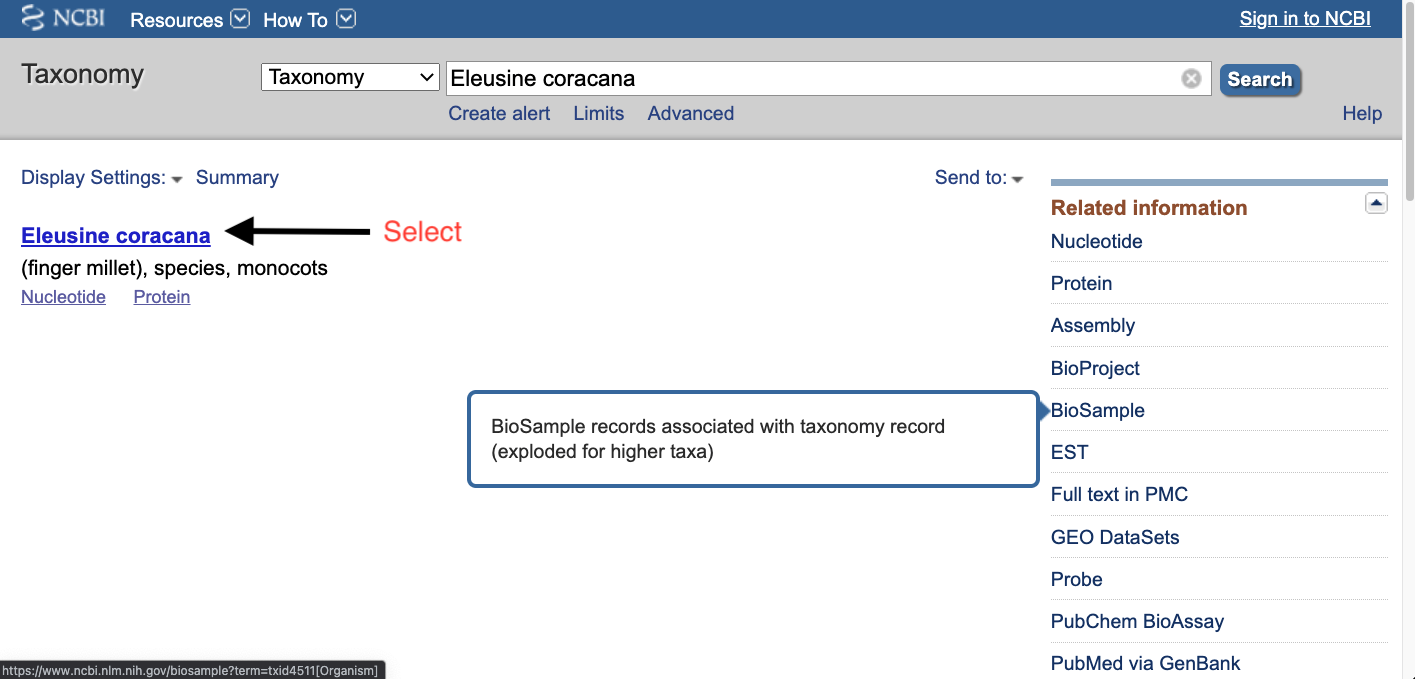 NCBI Resources How To Sign in to NCBI
Taxonomy Taxonomy Eleusine coracana Search
Create alert Limits Advanced Help
Display Settings: Summary Send to:
Eleusine coracana Select
(finger millet), species, monocots
Nucleotide Protein
BioSample records associated with taxonomy record
(exploded for higher taxa)
Related information
Nucleotide
Protein
Assembly
BioProject
BioSample
EST
Full text in PMC
GEO DataSets
Probe
PubChem BioAssay
PubMed via GenBank
https://www.ncbi.nlm.nih.gov/biosample?term=txid4511[Organism]